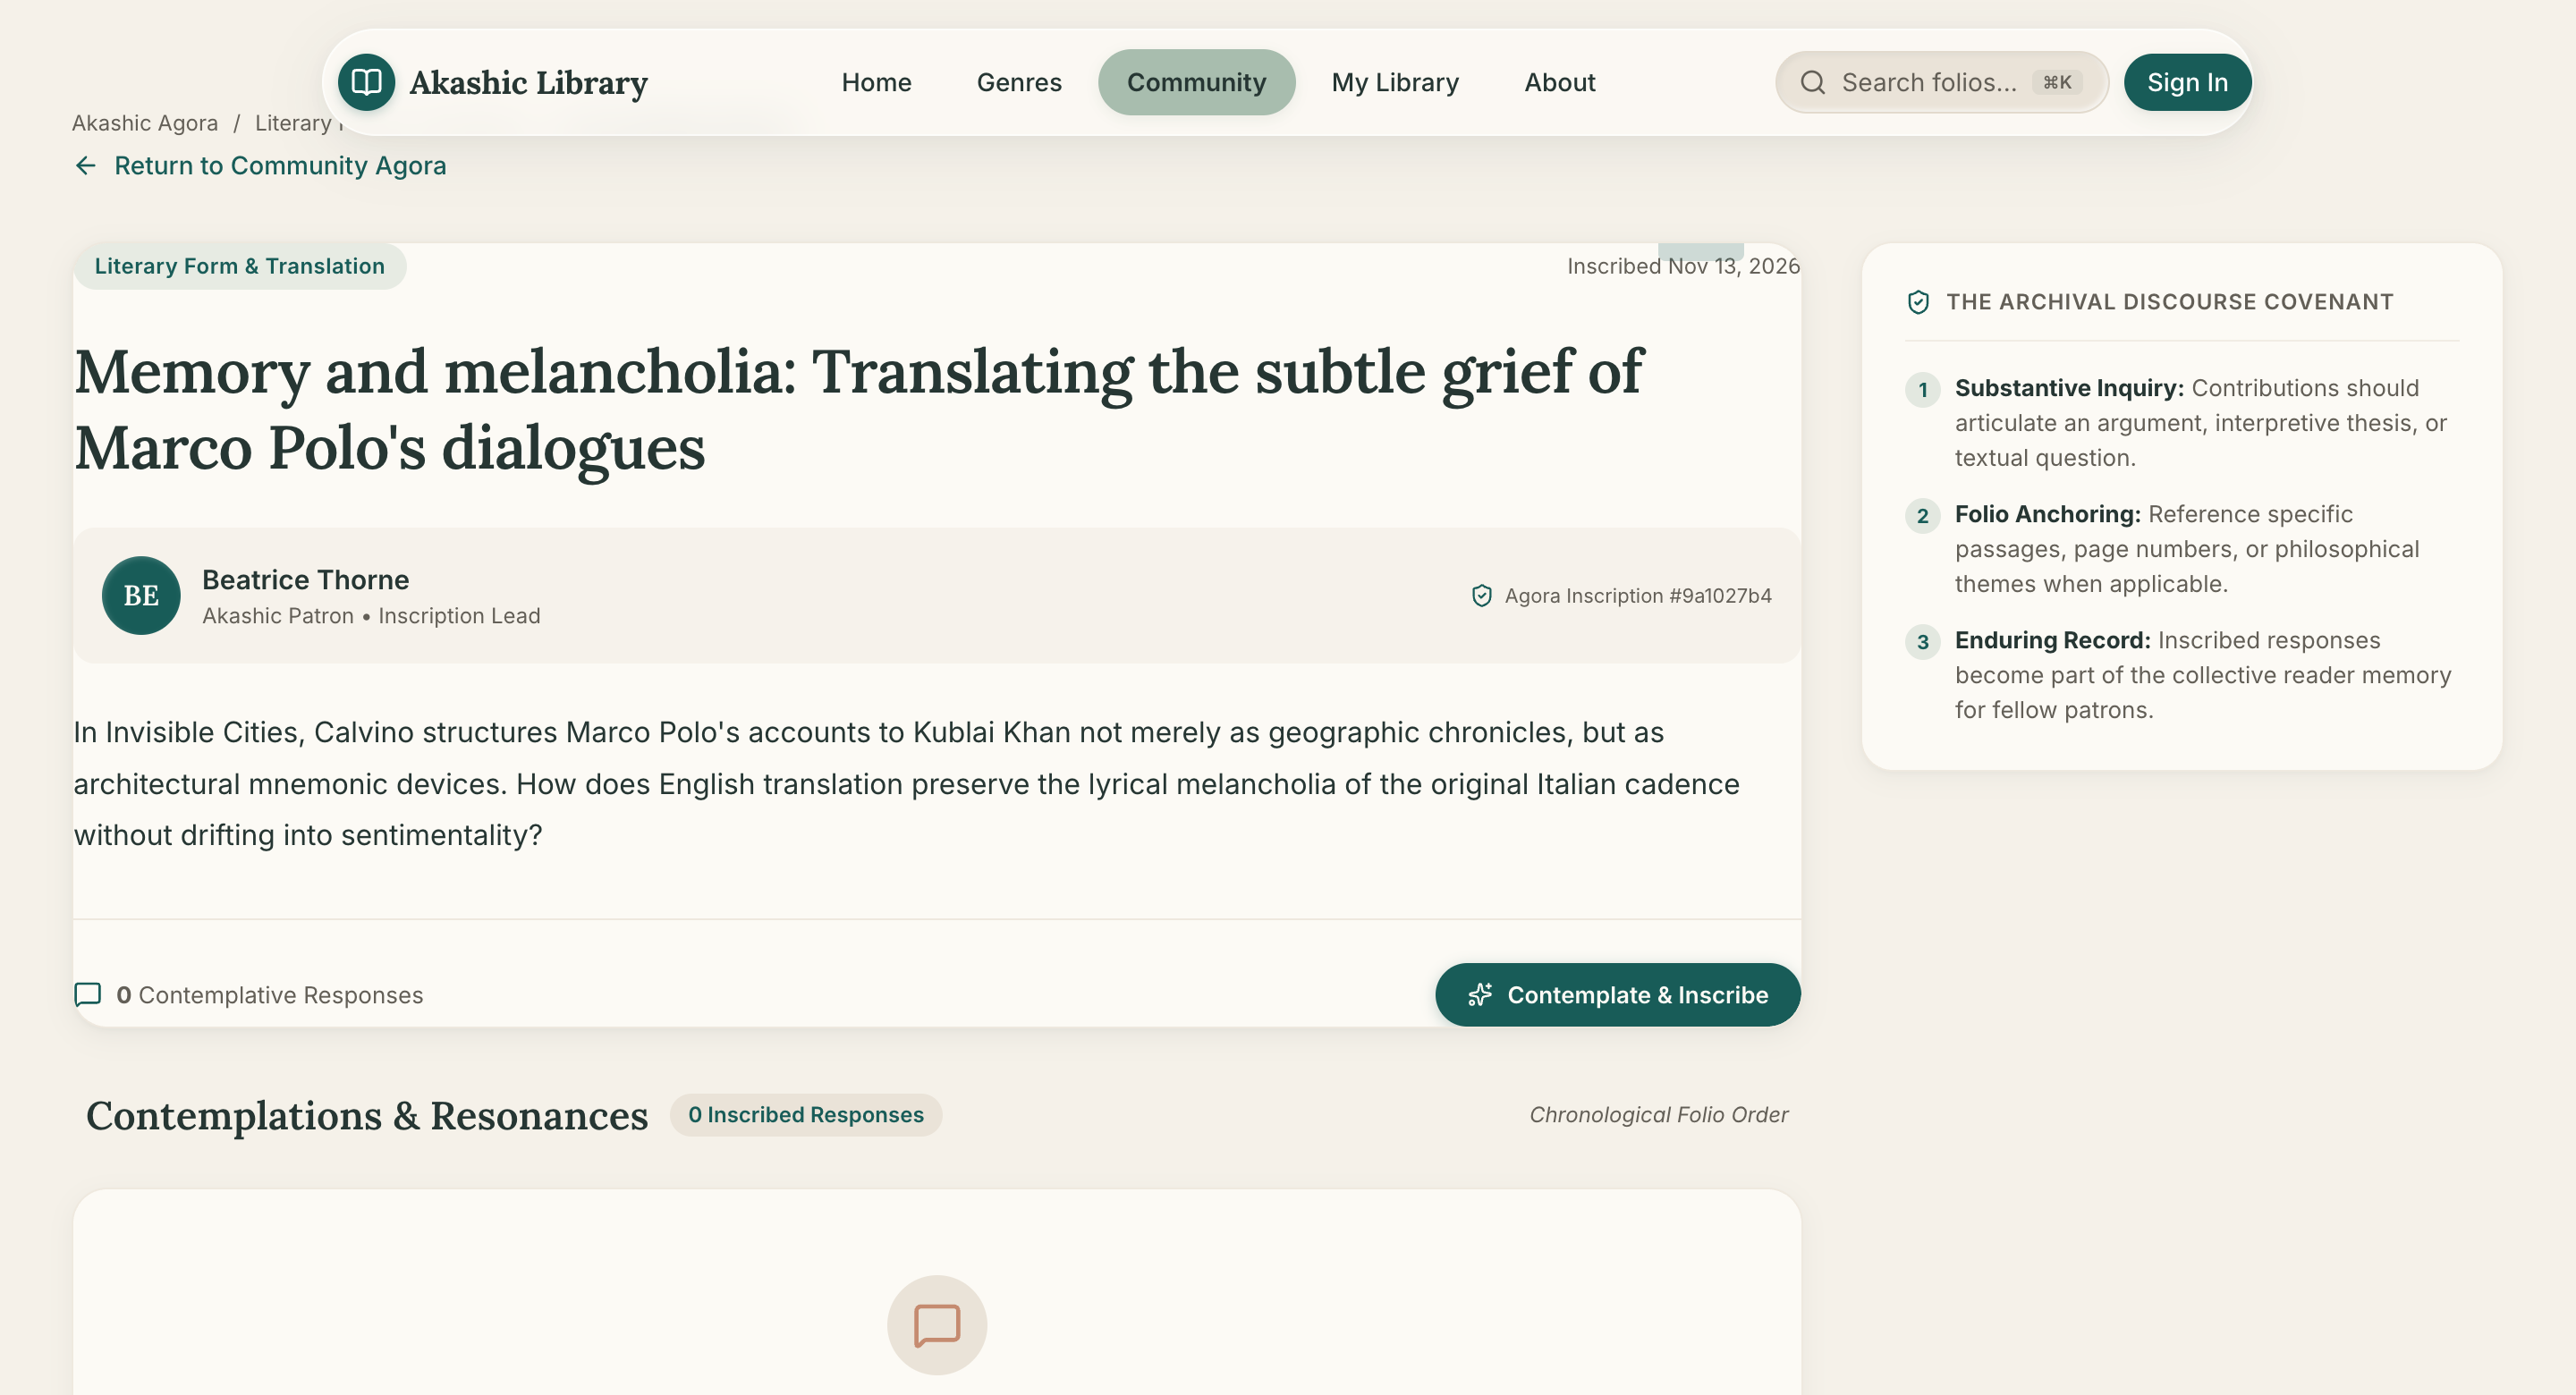 Akashic Library
Home
Genres
Community
My Library
About
Search folios...
⌘K
Sign In
Akashic Agora / Literary
Return to Community Agora
Literary Form & Translation
Inscribed Nov 13, 2026
Memory and melancholia: Translating the subtle grief of
Marco Polo's dialogues
BE
Beatrice Thorne
Akashic Patron • Inscription Lead
Agora Inscription #9a1027b4
In Invisible Cities, Calvino structures Marco Polo's accounts to Kublai Khan not merely as geographic chronicles, but as
architectural mnemonic devices. How does English translation preserve the lyrical melancholia of the original Italian cadence
without drifting into sentimentality?
0 Contemplative Responses
Contemplate & Inscribe
THE ARCHIVAL DISCOURSE COVENANT
1
Substantive Inquiry: Contributions should
articulate an argument, interpretive thesis, or
textual question.
2
Folio Anchoring: Reference specific
passages, page numbers, or philosophical
themes when applicable.
3
Enduring Record: Inscribed responses
become part of the collective reader memory
for fellow patrons.
Contemplations & Resonances
0 Inscribed Responses
Chronological Folio Order